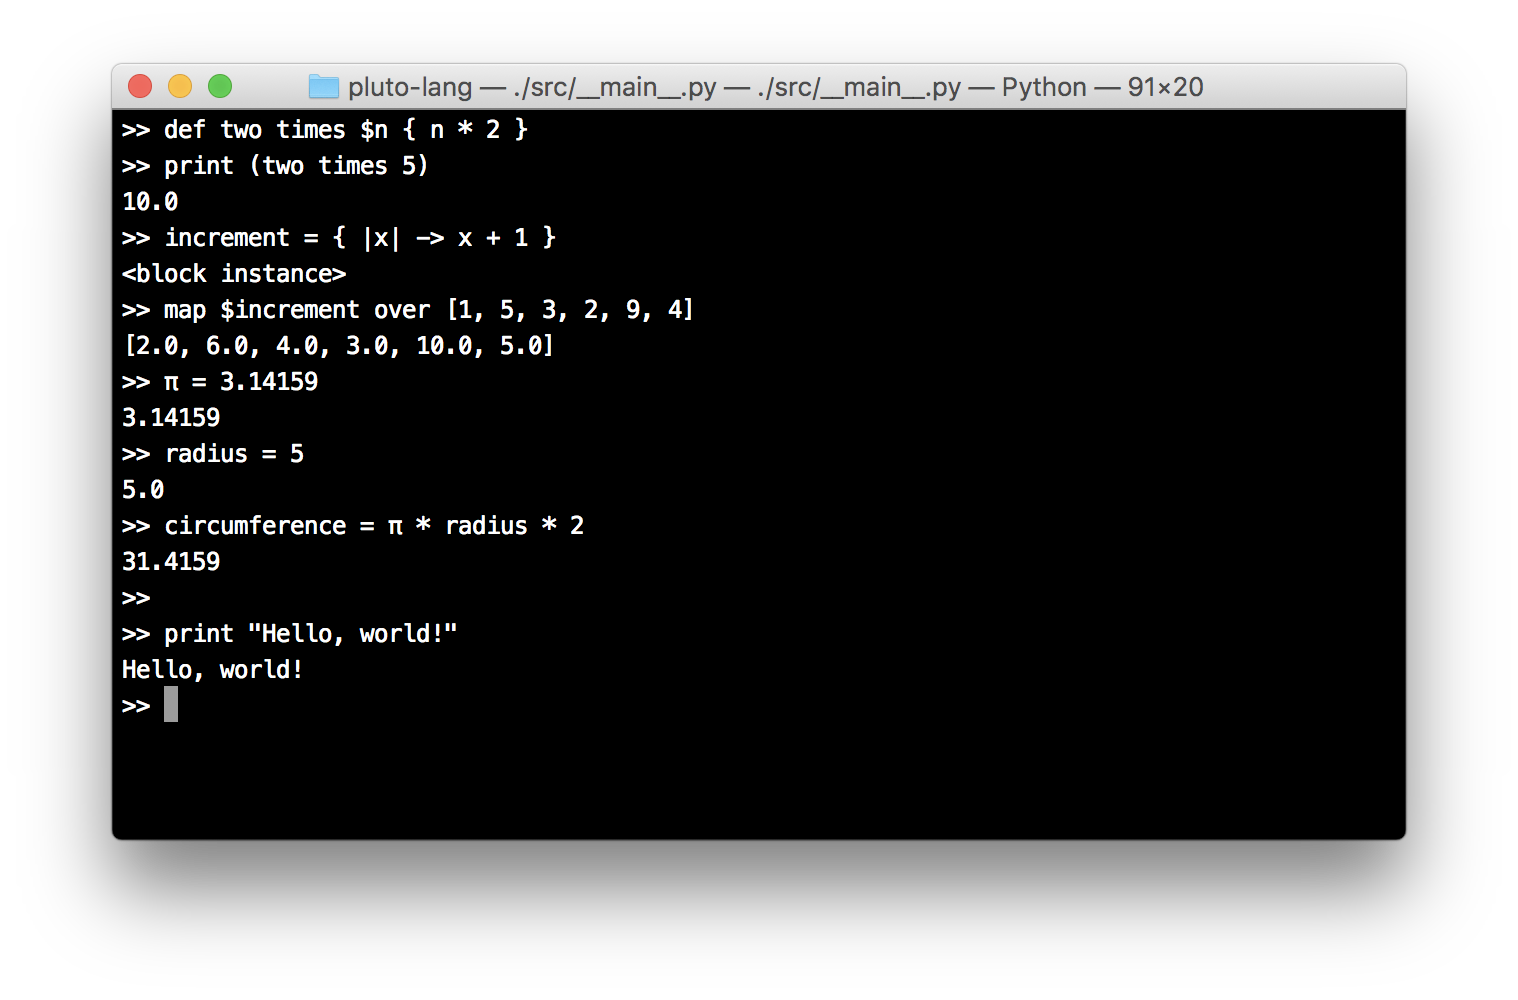 pluto-lang — ./src/__main__.py — ./src/__main__.py — Python — 91×20
>> def two times $n { n * 2 }
>> print (two times 5)
10.0
>> increment = { |x| -> x + 1 }
<block instance>
>> map $increment over [1, 5, 3, 2, 9, 4]
[2.0, 6.0, 4.0, 3.0, 10.0, 5.0]
>> π = 3.14159
3.14159
>> radius = 5
5.0
>> circumference = π * radius * 2
31.4159
>>
>> print "Hello, world!"
Hello, world!
>>